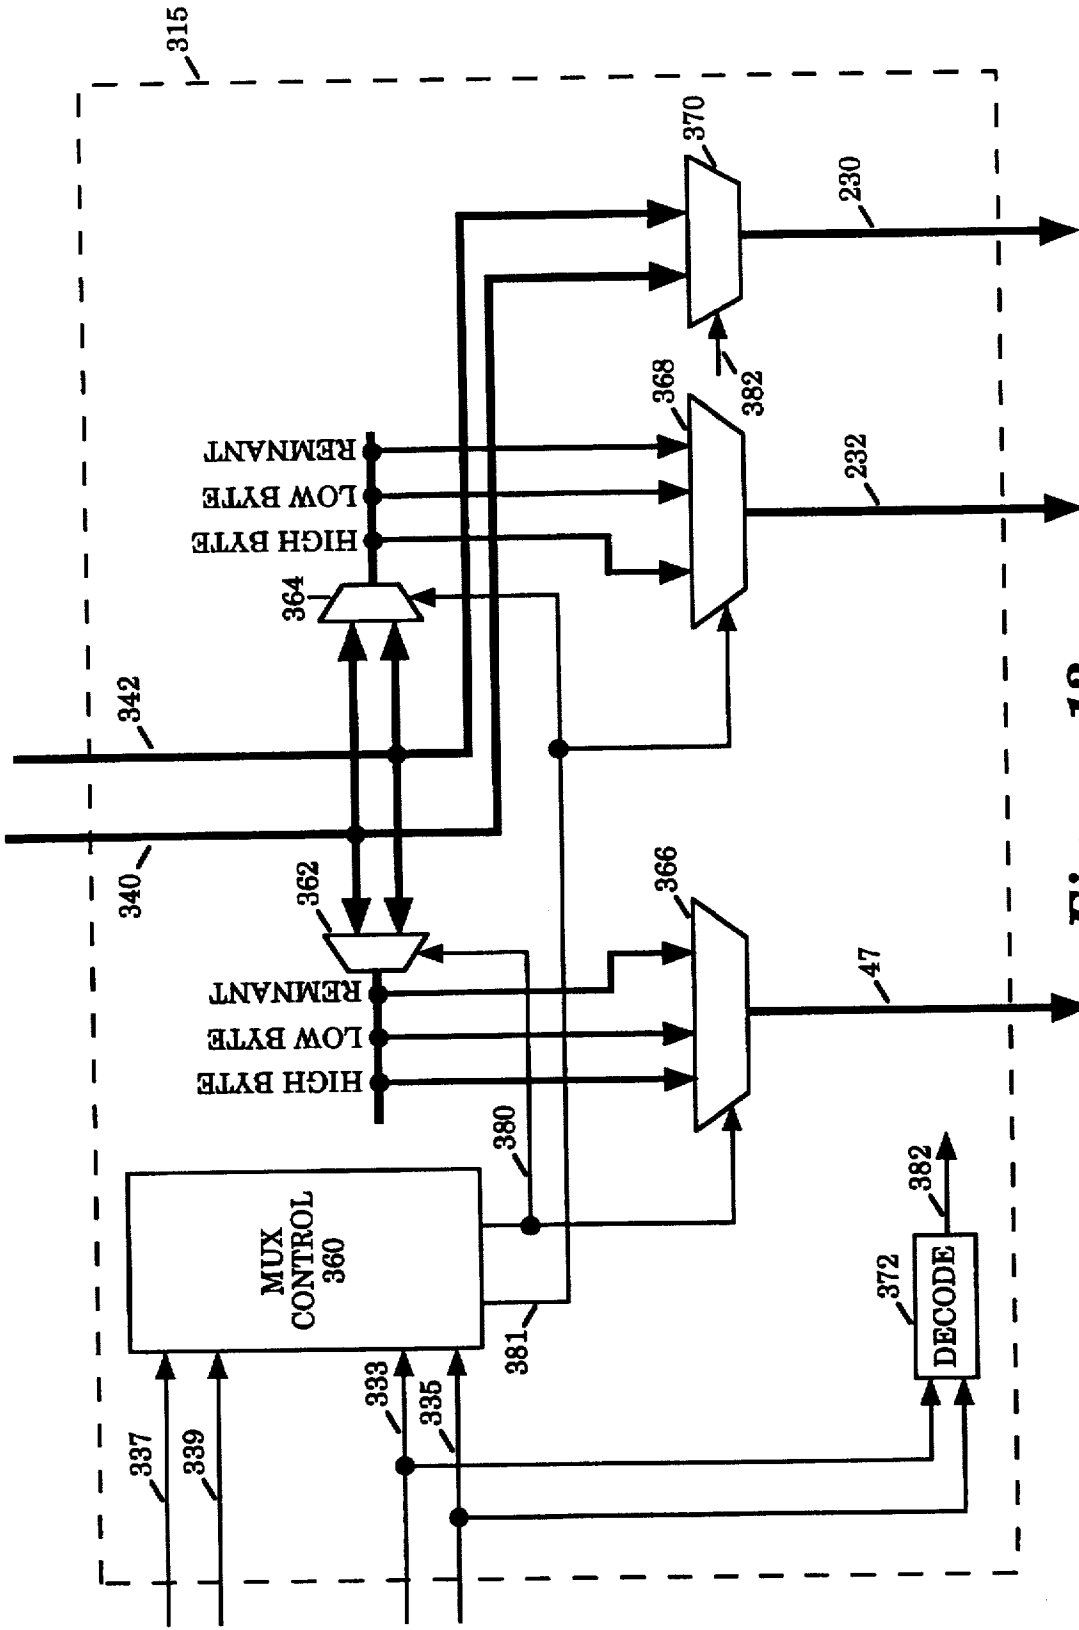 315
342
340
364
362
REMNANT
LOW BYTE
HIGH BYTE
REMNANT
LOW BYTE
HIGH BYTE
370
368
366
382
230
232
47
MUX
CONTROL
360
380
381
337
339
333
335
372
DECODE
382